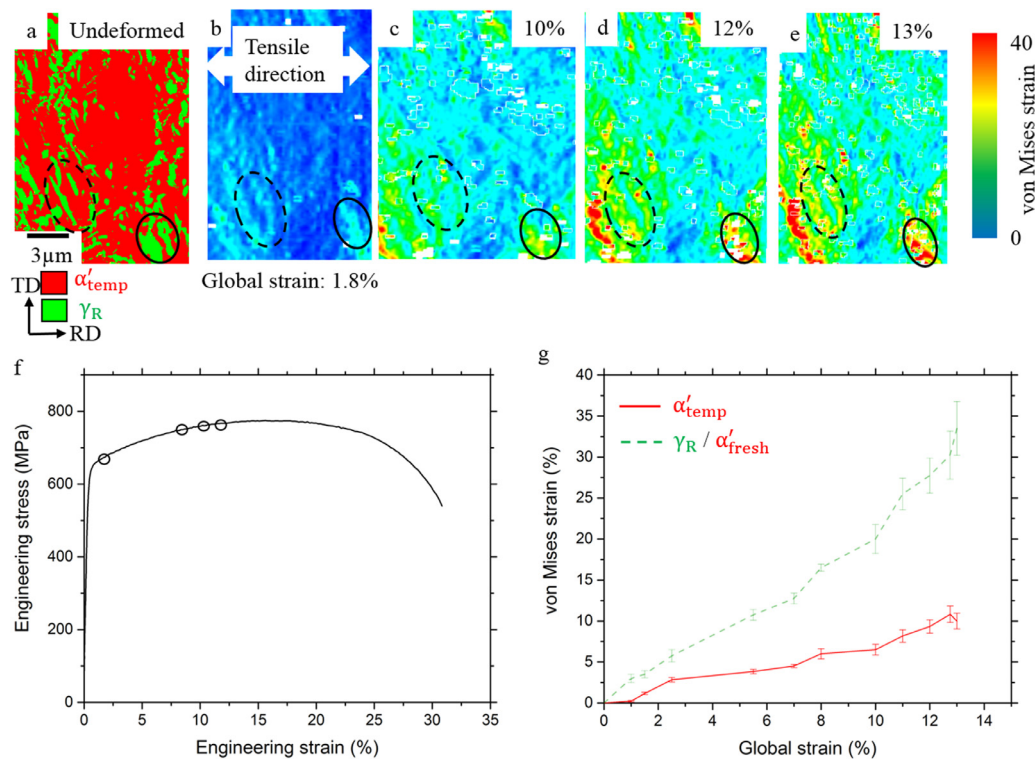 a Undeformed
b
Tensile
direction
c 10%
d 12%
e 13%
40
von Mises strain
0
3μm
TD
RD
α′temp
γR
Global strain: 1.8%
f
800
600
400
200
0
0 5 10 15 20 25 30 35
Engineering stress (MPa)
Engineering strain (%)
g
40
35
30
25
20
15
10
5
0
0 2 4 6 8 10 12 14
von Mises strain (%)
Global strain (%)
α′temp
γR / α′fresh